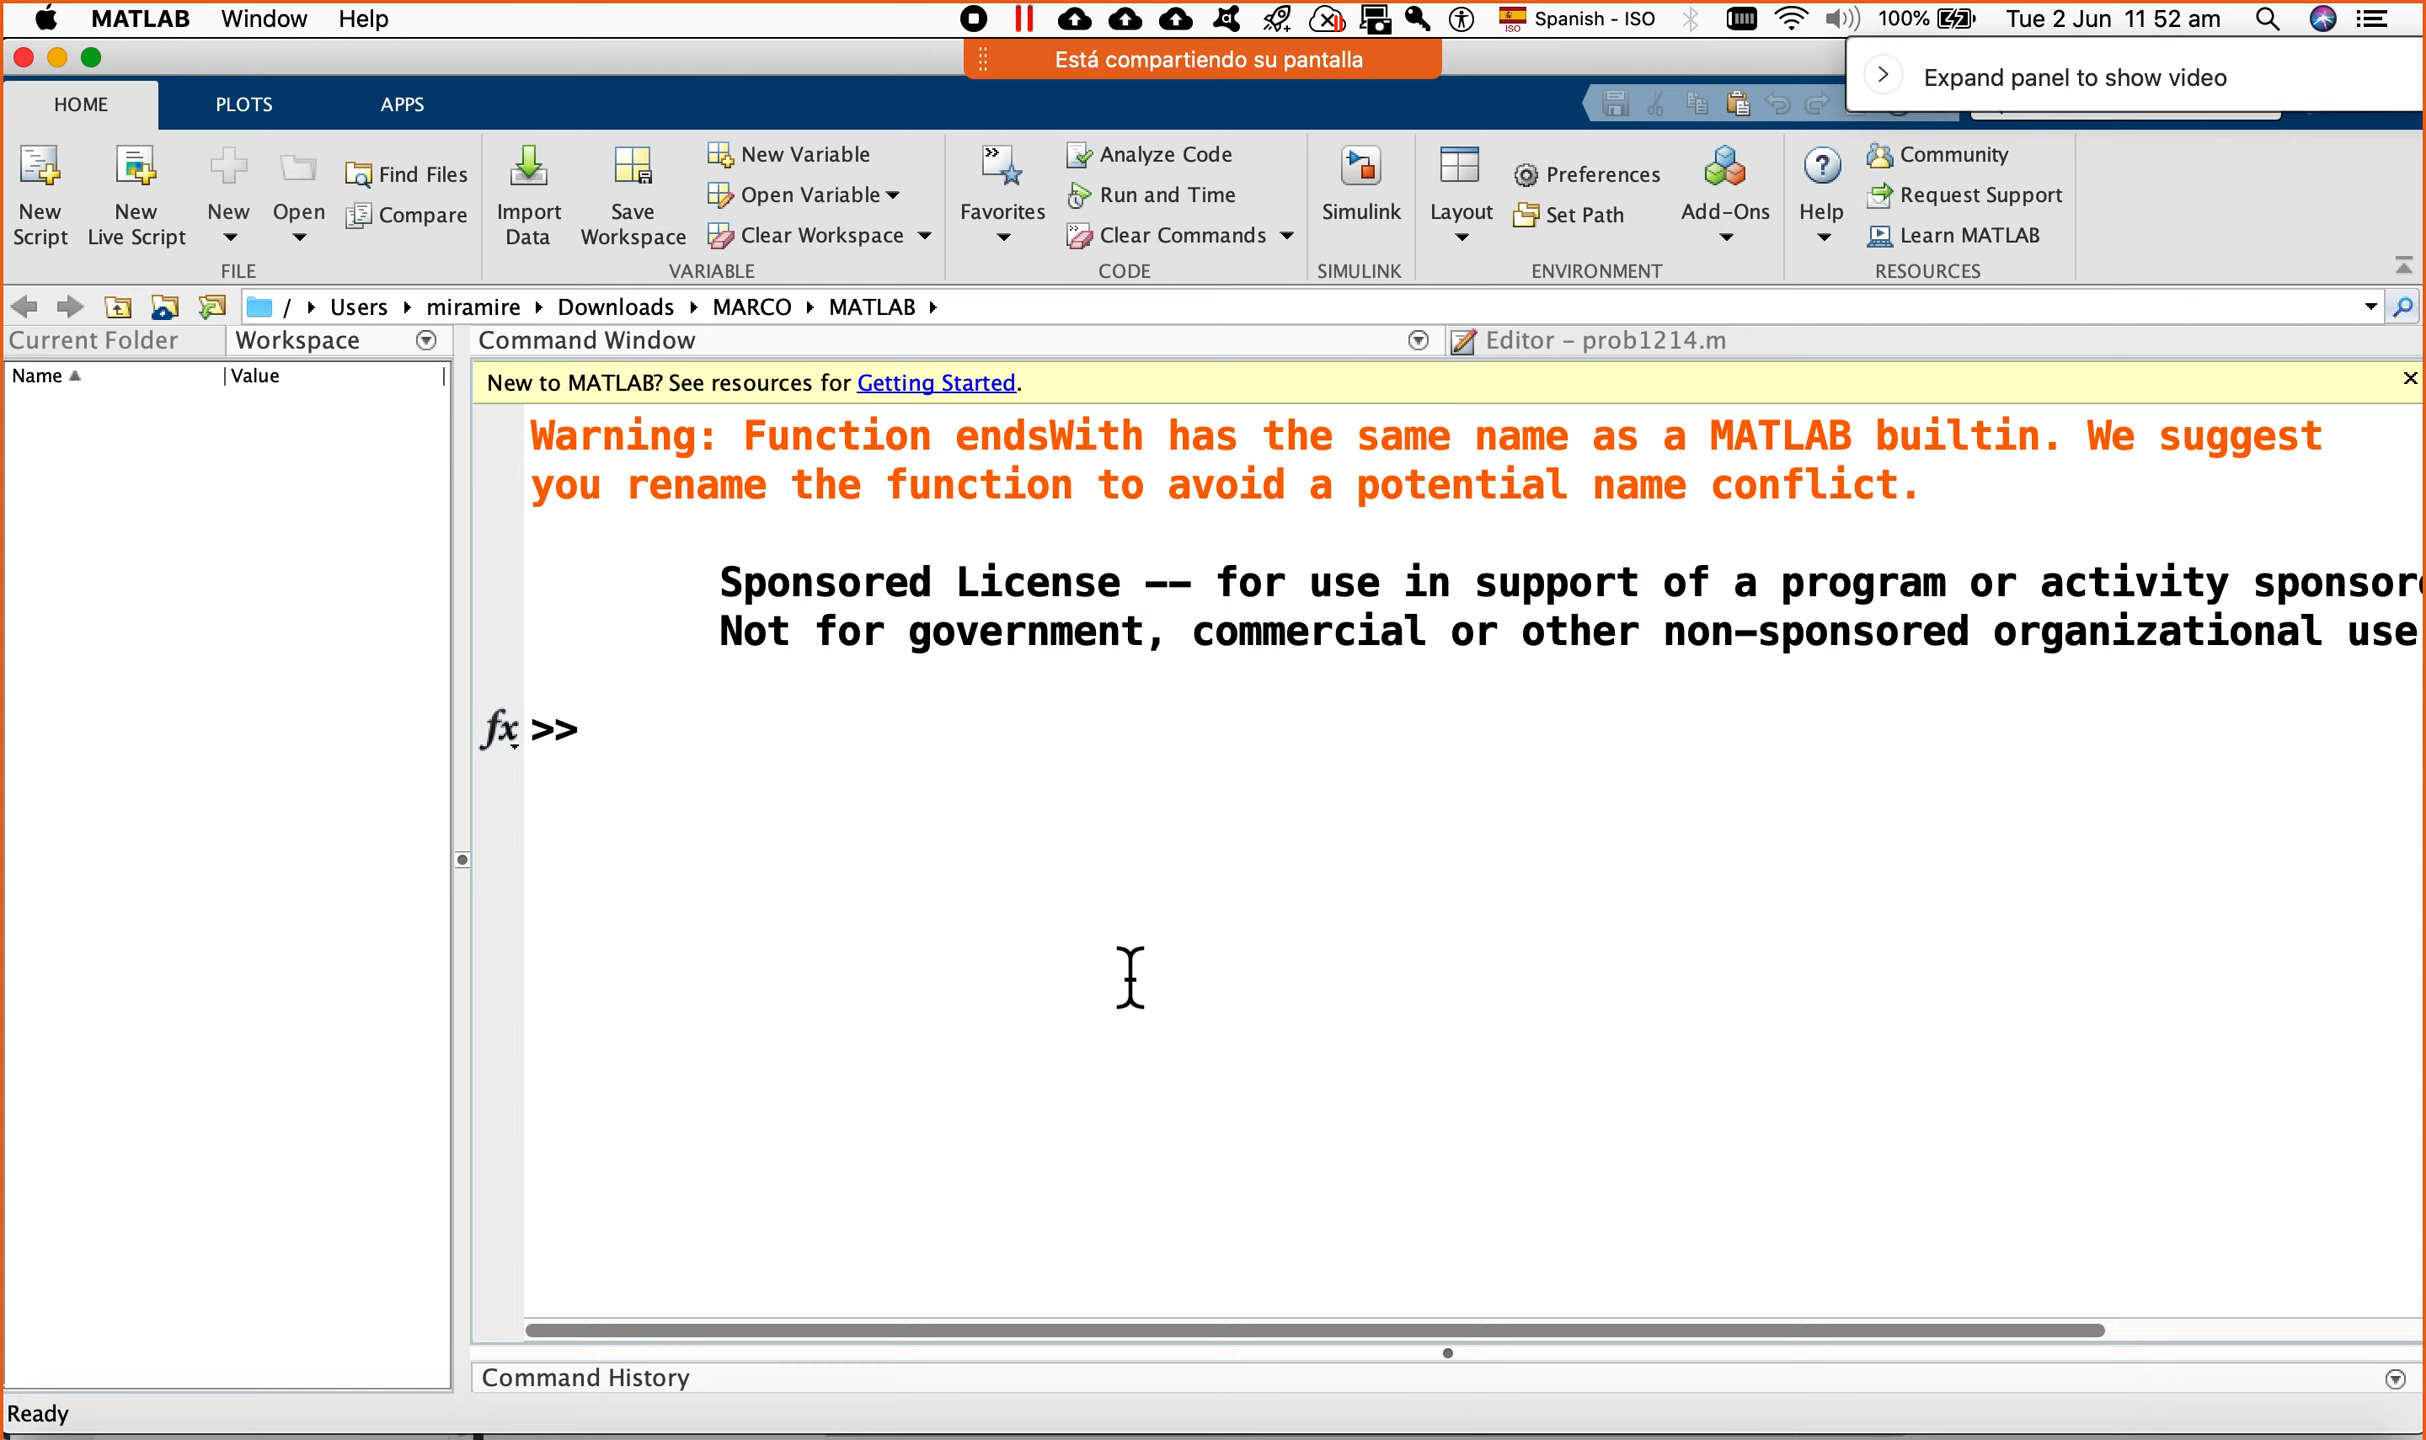 MATLAB Window Help Spanish - ISO 100% Tue 2 Jun 11 52 am
ISO
Está compartiendo su pantalla
Expand panel to show video
HOME PLOTS APPS
New Script
New Live Script
New
Open
Find Files
Compare
FILE
Import Data
Save Workspace
New Variable
Open Variable
Clear Workspace
VARIABLE
Favorites
Analyze Code
Run and Time
Clear Commands
CODE
Simulink
SIMULINK
Layout
Preferences
Set Path
Add-Ons
ENVIRONMENT
Help
Community
Request Support
Learn MATLAB
RESOURCES
/ Users miramire Downloads MARCO MATLAB
Current Folder Workspace
Name Value
Command Window
Editor – prob1214.m
New to MATLAB? See resources for Getting Started.
Warning: Function endsWith has the same name as a MATLAB builtin. We suggest
you rename the function to avoid a potential name conflict.
Sponsored License –– for use in support of a program or activity sponsor
Not for government, commercial or other non–sponsored organizational use
fx >>
Command History
Ready